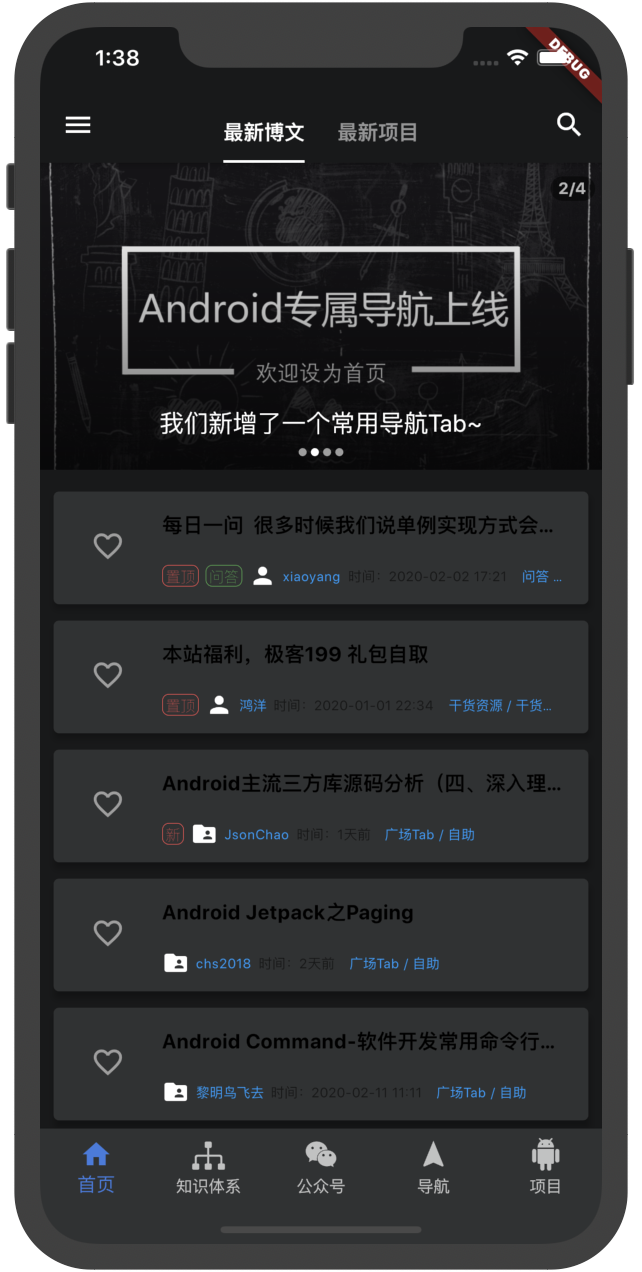 1:38
DEBUG
最新博文 最新项目
2/4
Android专属导航上线
欢迎设为首页
我们新增了一个常用导航Tab~
每日一问 很多时候我们说单例实现方式会…
置顶 问答 xiaoyang 时间：2020-02-02 17:21 问答 …
本站福利，极客199 礼包自取
置顶 鸿洋 时间：2020-01-01 22:34 干货资源 / 干货…
Android主流三方库源码分析（四、深入理…
新 JsonChao 时间：1天前 广场Tab / 自助
Android Jetpack之Paging
chs2018 时间：2天前 广场Tab / 自助
Android Command-软件开发常用命令行…
黎明鸟飞去 时间：2020-02-11 11:11 广场Tab / 自助
首页 知识体系 公众号 导航 项目